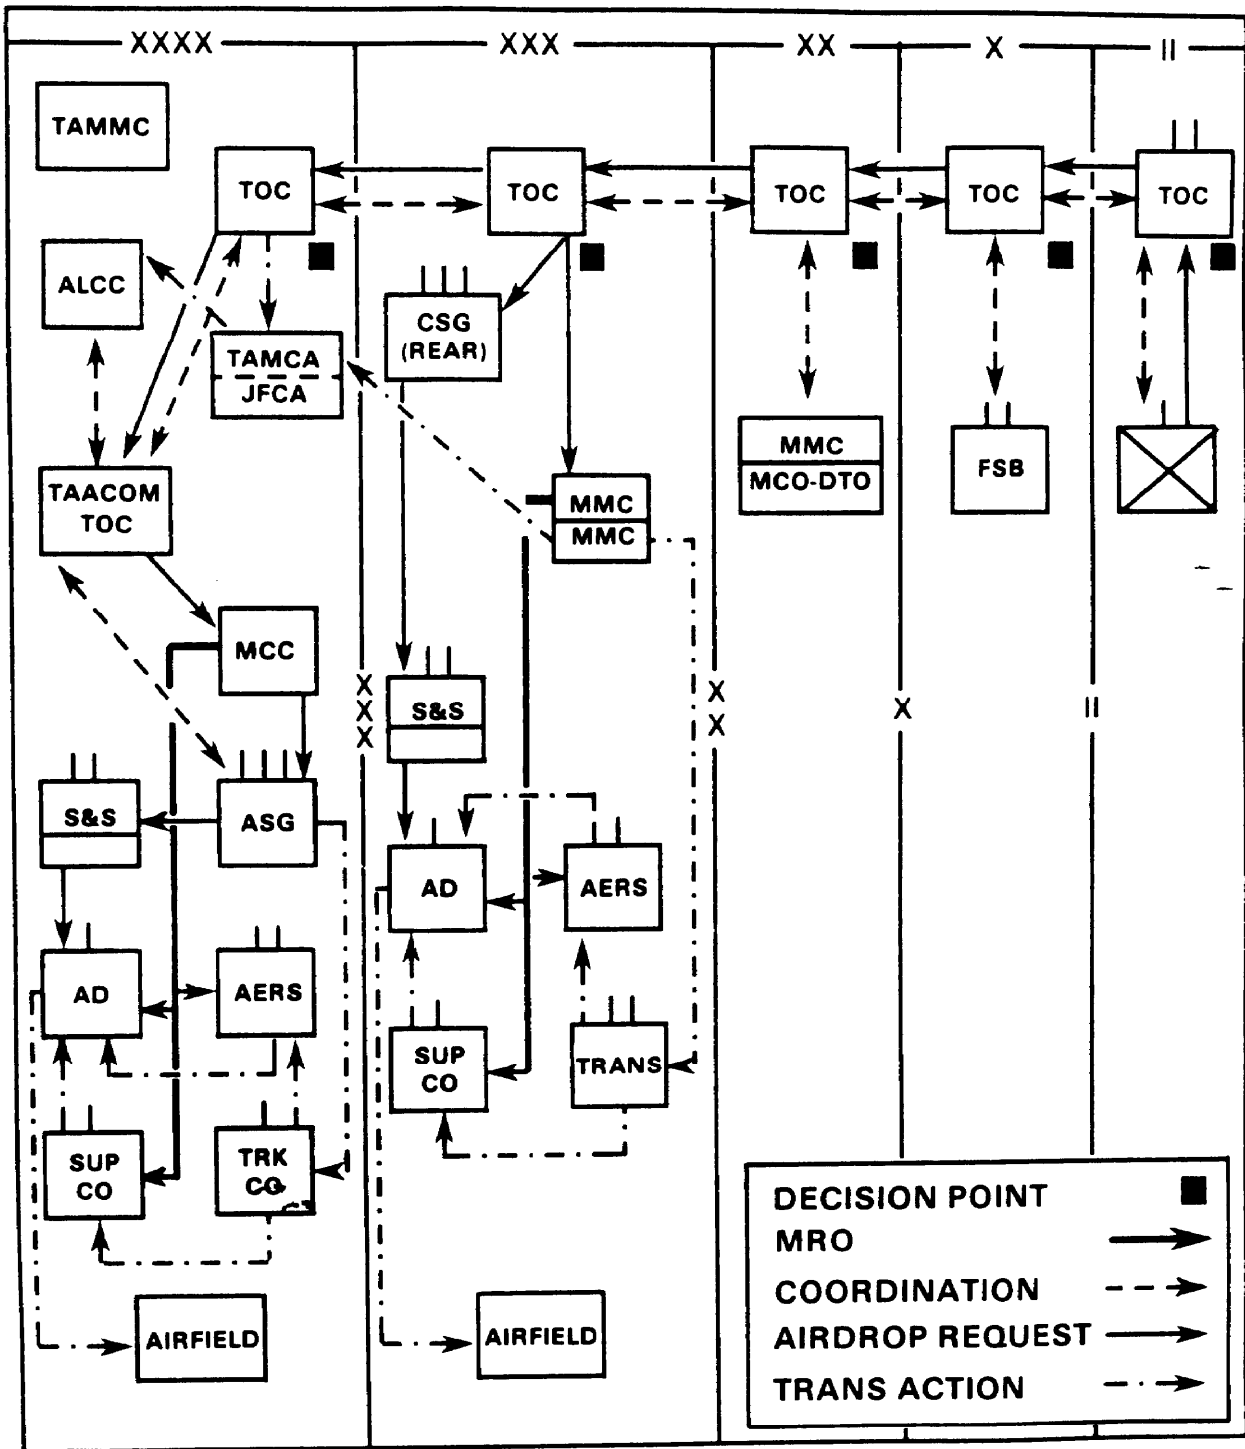 XXXX XXX XX X II
TAMMC
TOC TOC TOC TOC TOC
ALCC
CSG
(REAR)
TAMCA
JFCA
MMC
MCO-DTO
FSB
TAACOM
TOC
MMC
MMC
MCC
X
X
X
S&S
X
X
X
II
S&S
ASG
AD
AERS
AD
AERS
SUP
CO
TRANS
SUP
CO
TRK
CO
AIRFIELD
AIRFIELD
DECISION POINT
MRO
COORDINATION
AIRDROP REQUEST
TRANS ACTION